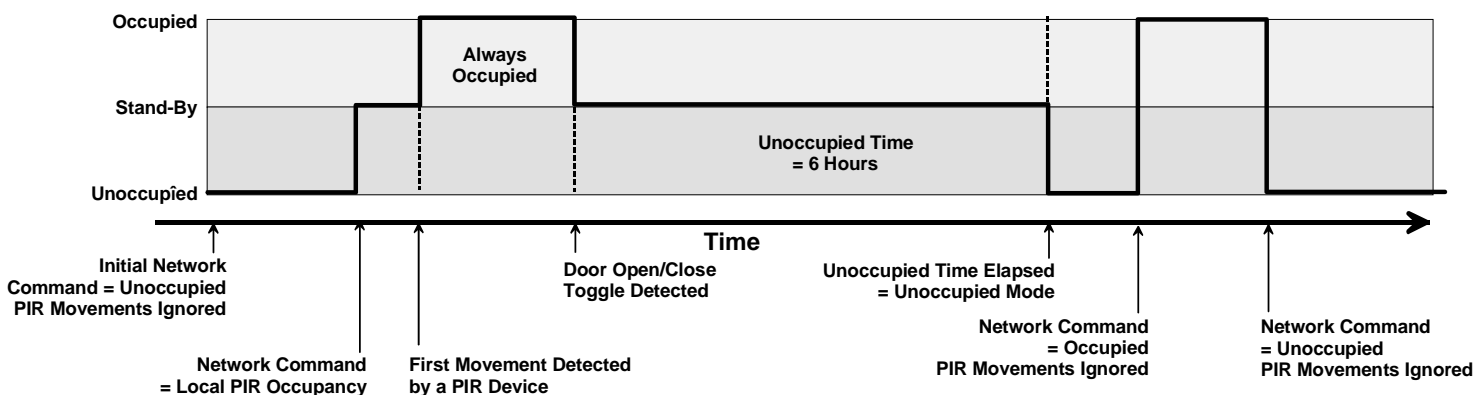 Occupied
Always
Occupied
Stand-By
Unoccupied Time
= 6 Hours
Unoccupîed
Time
Initial Network
Command = Unoccupied
PIR Movements Ignored
Door Open/Close
Toggle Detected
Unoccupied Time Elapsed
= Unoccupied Mode
Network Command
= Local PIR Occupancy
First Movement Detected
by a PIR Device
Network Command
= Occupied
PIR Movements Ignored
Network Command
= Unoccupied
PIR Movements Ignored